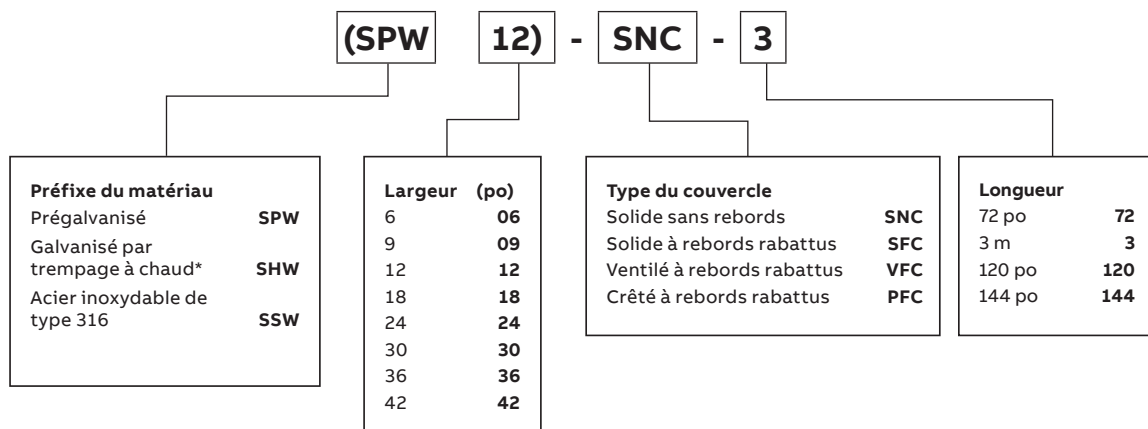 (SPW 12) - SNC - 3
Préfixe du matériau
Prégalvanisé SPW
Galvanisé par
trempage à chaud* SHW
Acier inoxydable de
type 316 SSW
Largeur (po)
6 06
9 09
12 12
18 18
24 24
30 30
36 36
42 42
Type du couvercle
Solide sans rebords SNC
Solide à rebords rabattus SFC
Ventilé à rebords rabattus VFC
Crêté à rebords rabattus PFC
Longueur
72 po 72
3 m 3
120 po 120
144 po 144